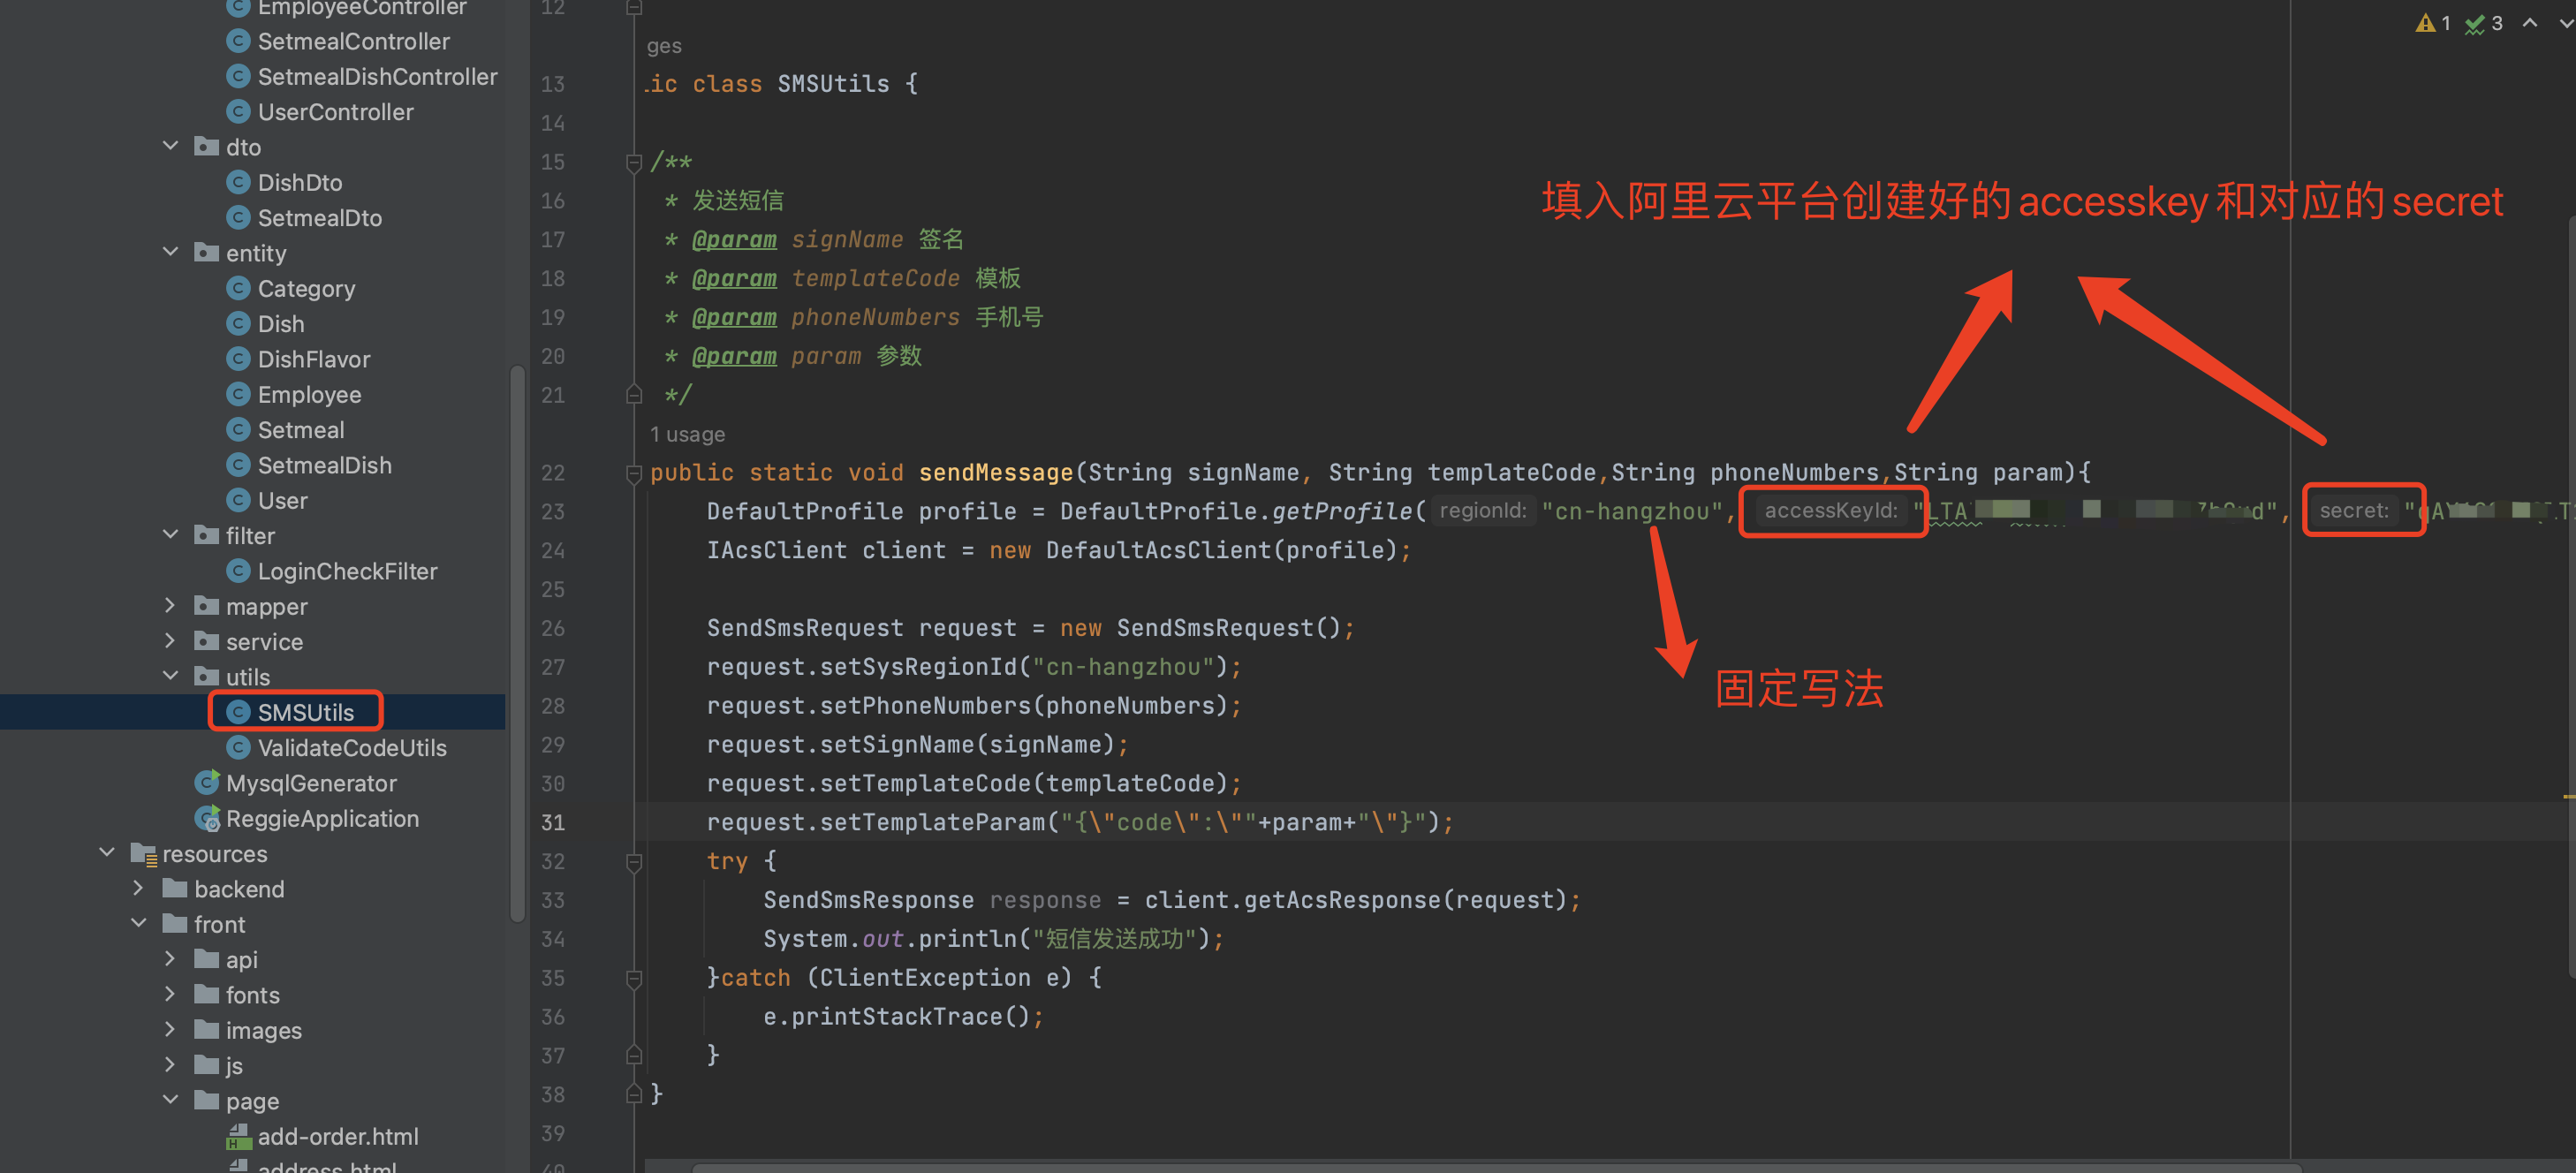 EmployeeController
SetmealController
SetmealDishController
UserController
dto
DishDto
SetmealDto
entity
Category
Dish
DishFlavor
Employee
Setmeal
SetmealDish
User
filter
LoginCheckFilter
mapper
service
utils
SMSUtils
ValidateCodeUtils
MysqlGenerator
ReggieApplication
resources
backend
front
api
fonts
images
js
page
add-order.html
address.html
1 3
12
ges
13 ic class SMSUtils {
14
15 /**
16 * 发送短信
17 * @param signName 签名
18 * @param templateCode 模板
19 * @param phoneNumbers 手机号
20 * @param param 参数
21 */
1 usage
22 public static void sendMessage(String signName, String templateCode,String phoneNumbers,String param){
23 DefaultProfile profile = DefaultProfile.getProfile( regionId: "cn-hangzhou", accessKeyId: "LTA d", secret: "qAY
24 IAcsClient client = new DefaultAcsClient(profile);
25
26 SendSmsRequest request = new SendSmsRequest();
27 request.setSysRegionId("cn-hangzhou");
28 request.setPhoneNumbers(phoneNumbers);
29 request.setSignName(signName);
30 request.setTemplateCode(templateCode);
31 request.setTemplateParam("{\"code\":\""+param+"\"}");
32 try {
33 SendSmsResponse response = client.getAcsResponse(request);
34 System.out.println("短信发送成功");
35 }catch (ClientException e) {
36 e.printStackTrace();
37 }
38 }
39
40
填入阿里云平台创建好的accesskey和对应的secret
固定写法